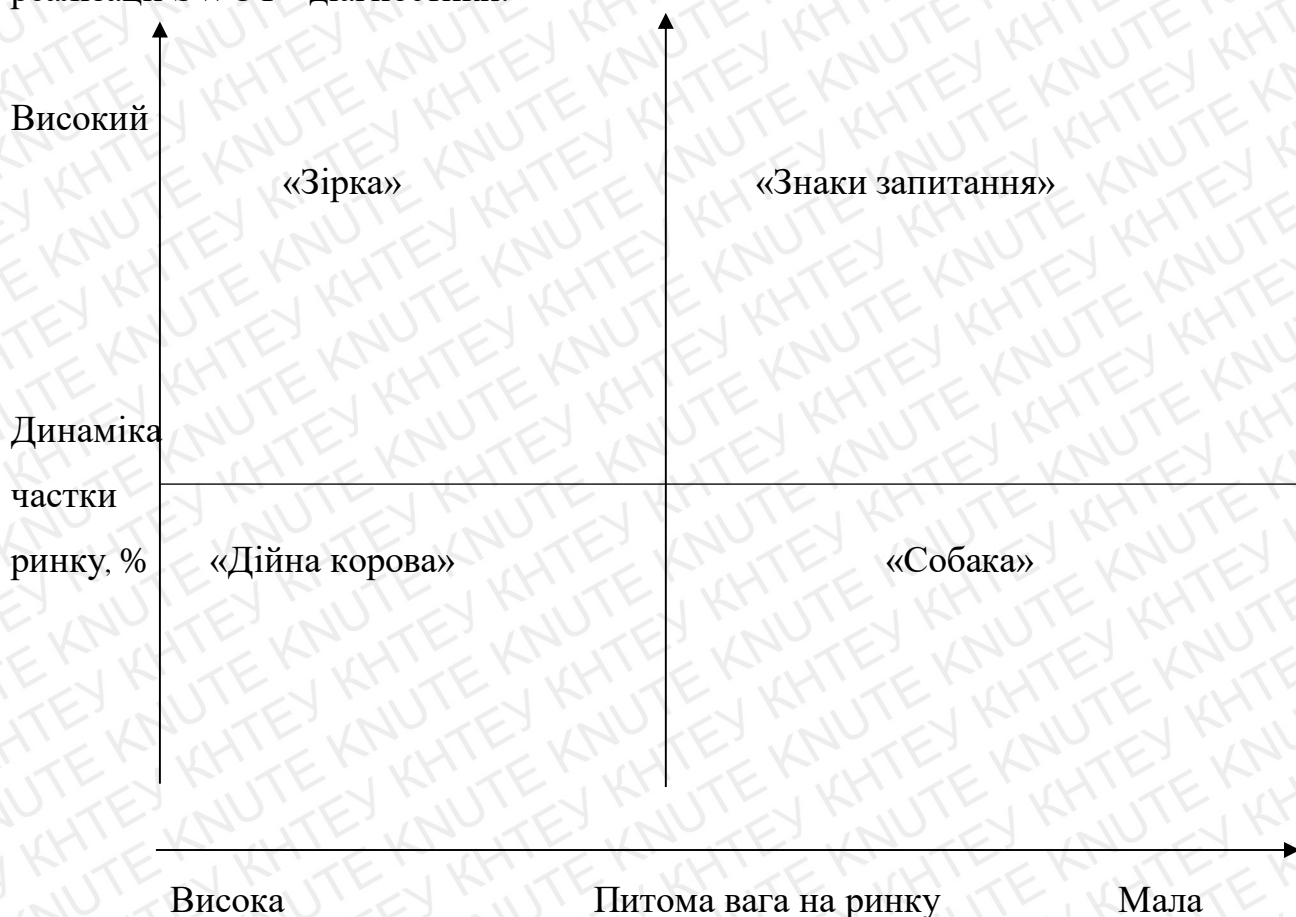 Високий
«Зірка» «Знаки запитання»
Динаміка
частки
ринку, % «Дійна корова» «Собака»
Висока Питома вага на ринку Мала